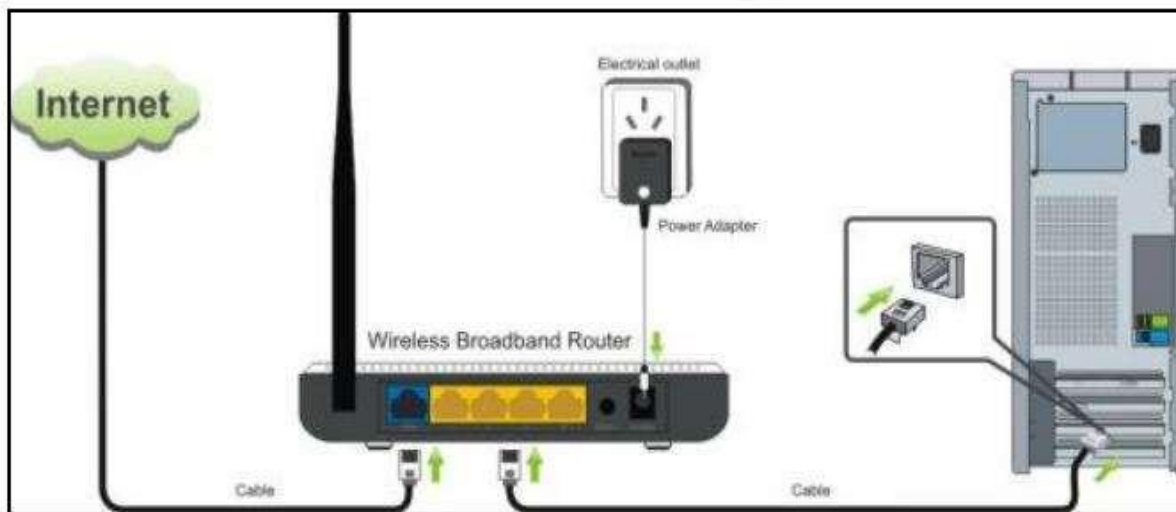 Internet
Electrical outlet
Power Adapter
Wireless Broadband Router
Cable
Cable